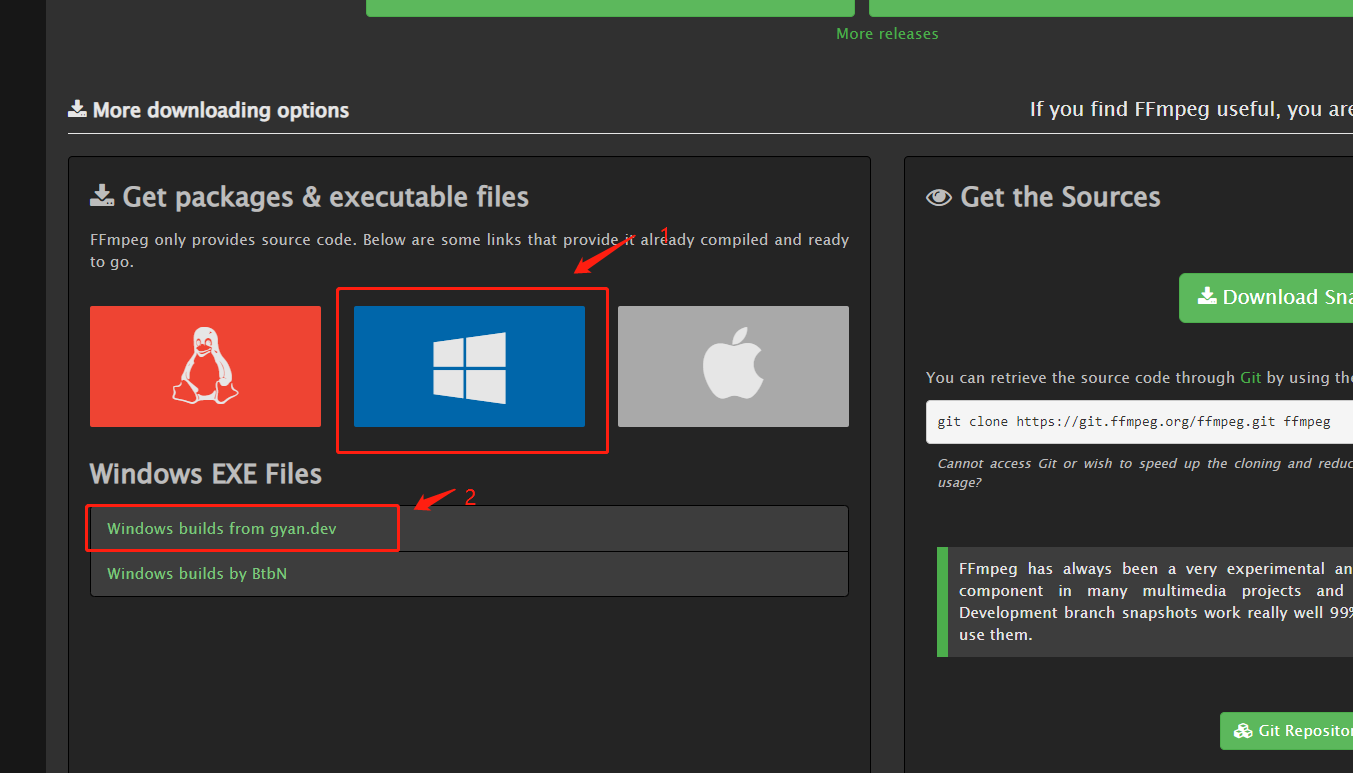 More releases
More downloading options
If you find FFmpeg useful, you are
Get packages & executable files
FFmpeg only provides source code. Below are some links that provide it already compiled and ready
to go.
1
Windows EXE Files
2
Windows builds from gyan.dev
Windows builds by BtbN
Get the Sources
Download Sna
You can retrieve the source code through Git by using the
git clone https://git.ffmpeg.org/ffmpeg.git ffmpeg
Cannot access Git or wish to speed up the cloning and reduc
usage?
FFmpeg has always been a very experimental an
component in many multimedia projects and
Development branch snapshots work really well 99%
use them.
Git Repositor